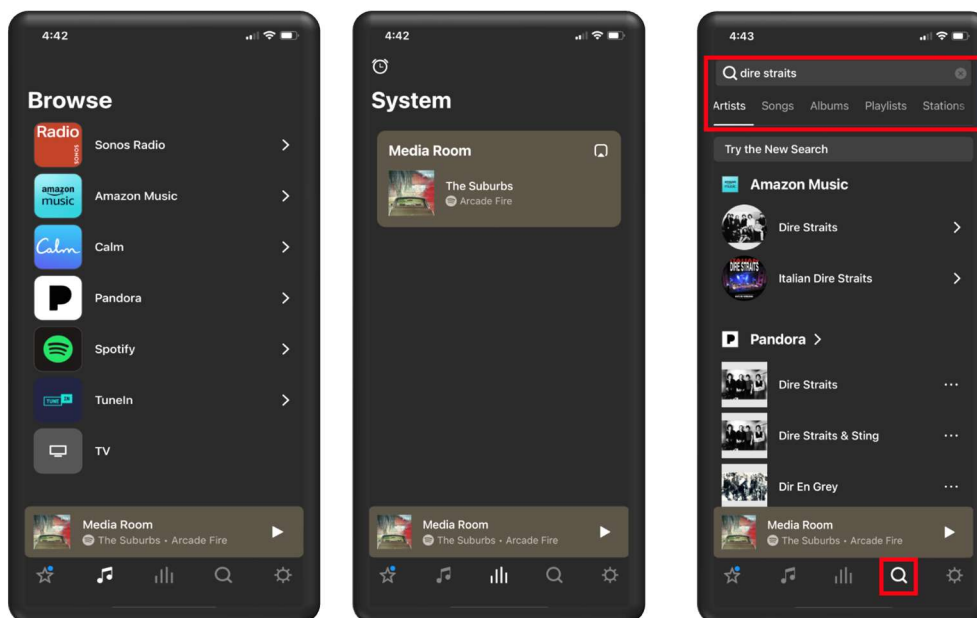 4:42
Browse
Radio
SONOS
Sonos Radio
amazon
music
Amazon Music
Calm
Calm
Pandora
Spotify
TUNE IN
TuneIn
TV
Media Room
The Suburbs • Arcade Fire
4:42
System
Media Room
The Suburbs
Arcade Fire
Media Room
The Suburbs • Arcade Fire
4:43
dire straits
Artists Songs Albums Playlists Stations
Try the New Search
Amazon Music
Dire Straits
DIRE STRAITS
Italian Dire Straits
Pandora
Dire Straits
Dire Straits & Sting
Dir En Grey
Media Room
The Suburbs • Arcade Fire